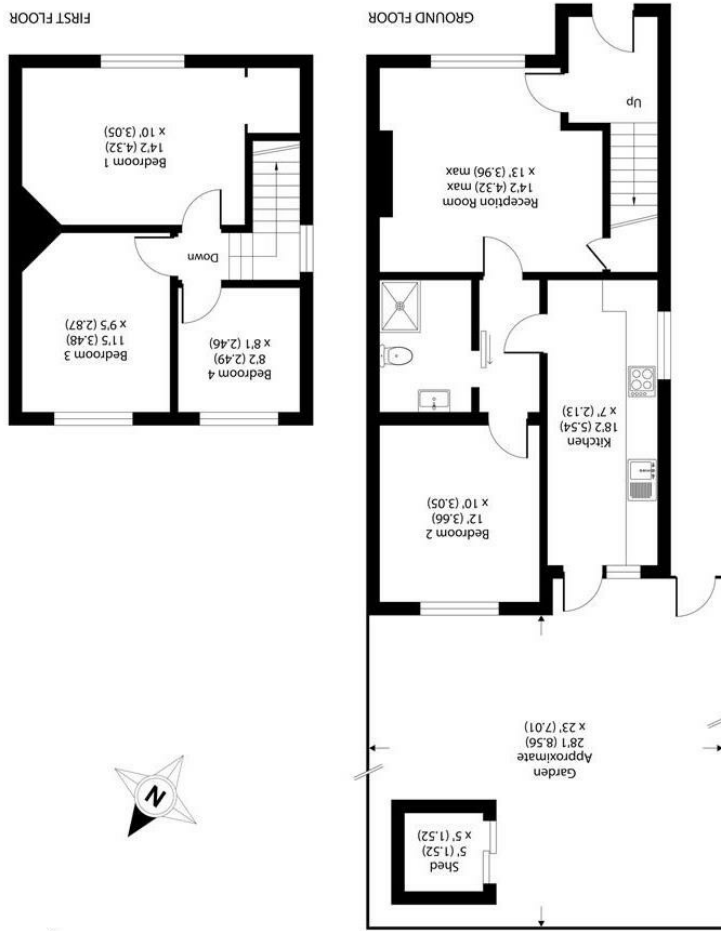 GROUND FLOOR
Up
Reception Room
14'2 (4.32) max
x 13' (3.96) max
Kitchen
18'2 (5.54)
x 7' (2.13)
Bedroom 2
12' (3.66)
x 10' (3.05)
Garden
Approximate
28'1 (8.56)
x 23' (7.01)
Shed
5' (1.52)
x 5' (1.52)
FIRST FLOOR
Bedroom 1
14'2 (4.32)
x 10' (3.05)
Down
Bedroom 4
8'2 (2.49)
x 8'1 (2.46)
Bedroom 3
11'5 (3.48)
x 9'5 (2.87)
N